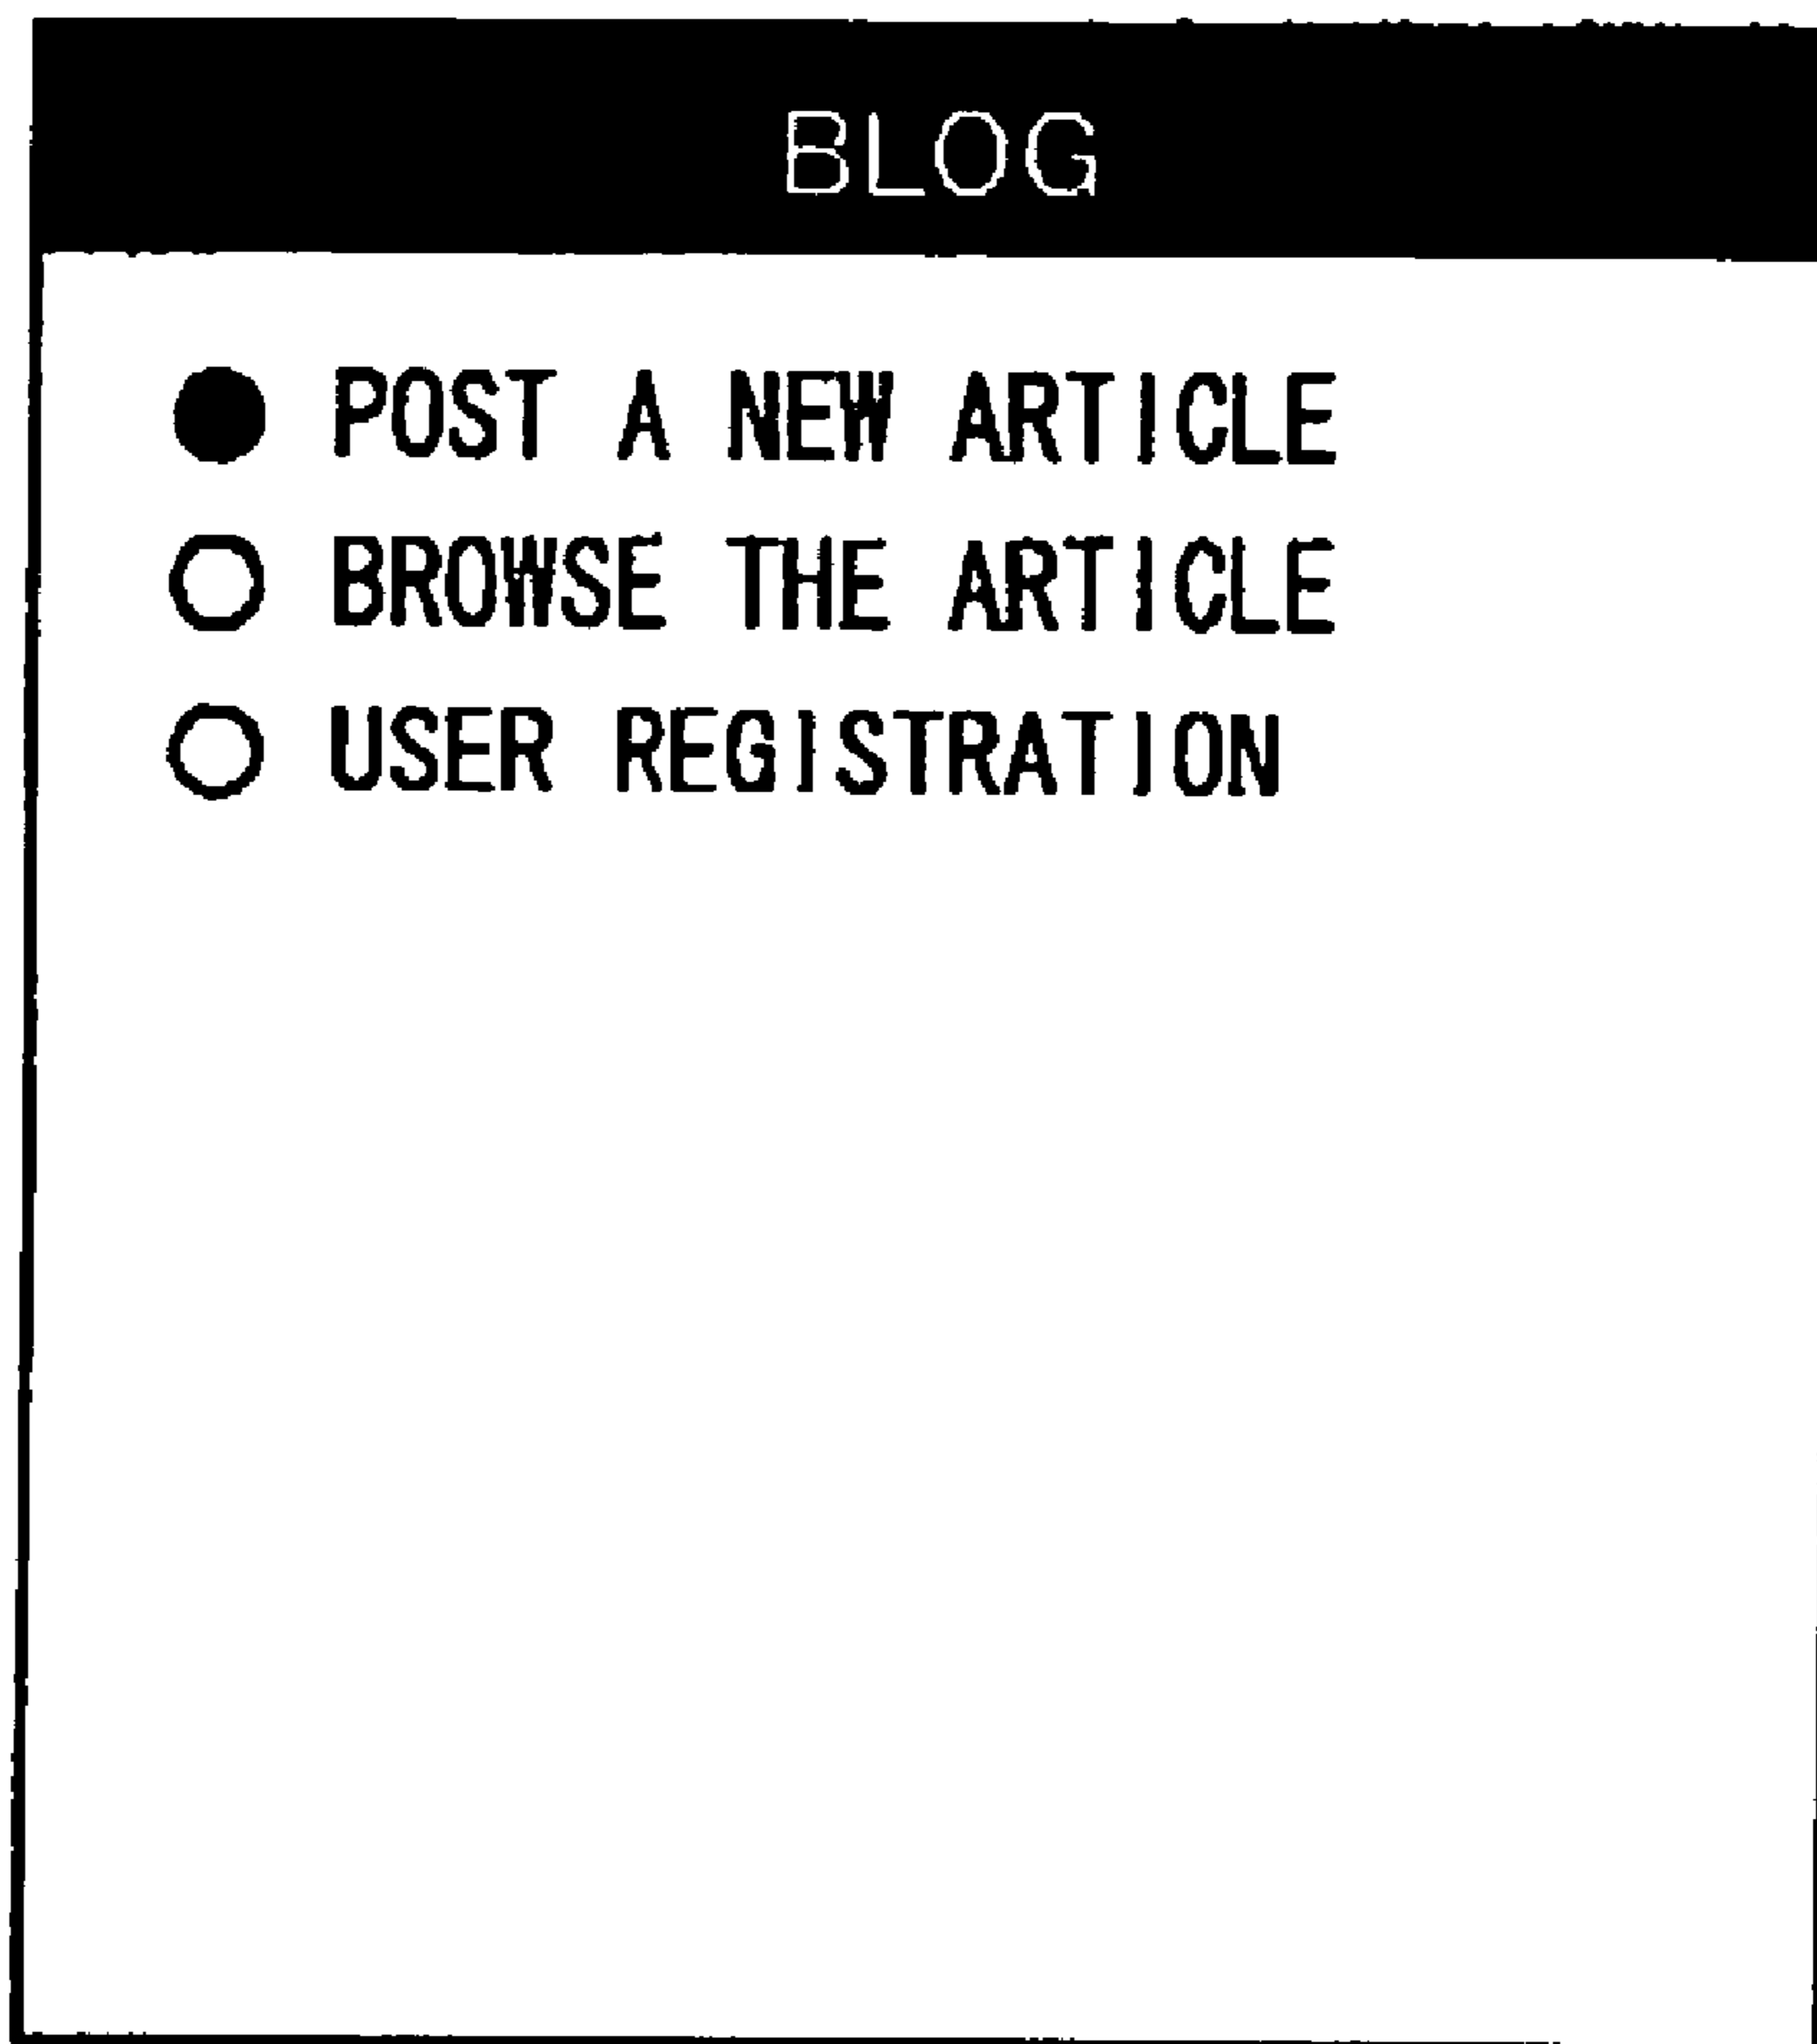 BLOG
POST A NEW ARTICLE
BROWSE THE ARTICLE
USER REGISTRATION